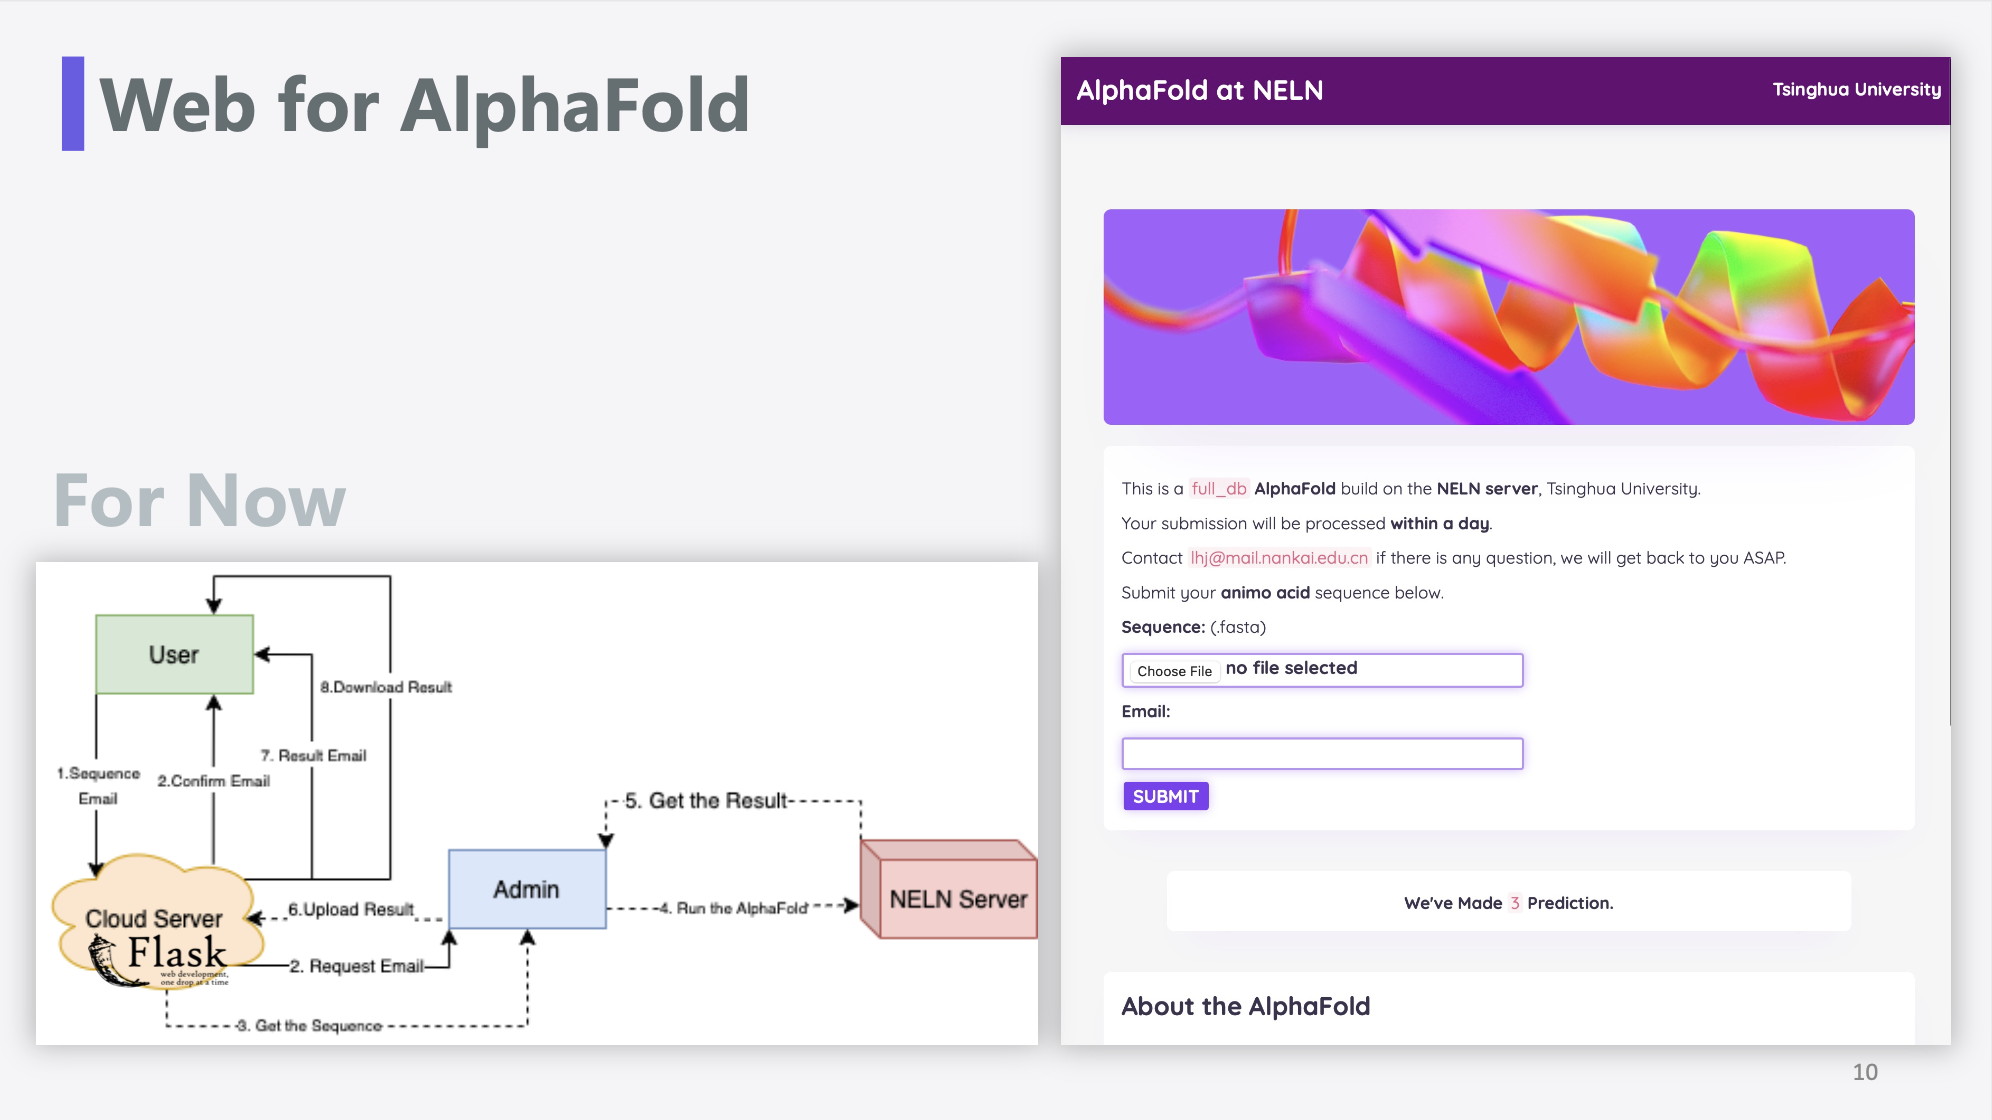 Web for AlphaFold
For Now
User
8.Download Result
7. Result Email
1.Sequence
Email
2.Confirm Email
5. Get the Result
Admin
NELN Server
4. Run the AlphaFold
6.Upload Result
Cloud Server
Flask
web development,
one drop at a time
2. Request Email
3. Get the Sequence
AlphaFold at NELN
Tsinghua University
This is a full_db AlphaFold build on the NELN server, Tsinghua University.
Your submission will be processed within a day.
Contact lhj@mail.nankai.edu.cn if there is any question, we will get back to you ASAP.
Submit your animo acid sequence below.
Sequence: (.fasta)
Choose File no file selected
Email:
SUBMIT
We've Made 3 Prediction.
About the AlphaFold
10